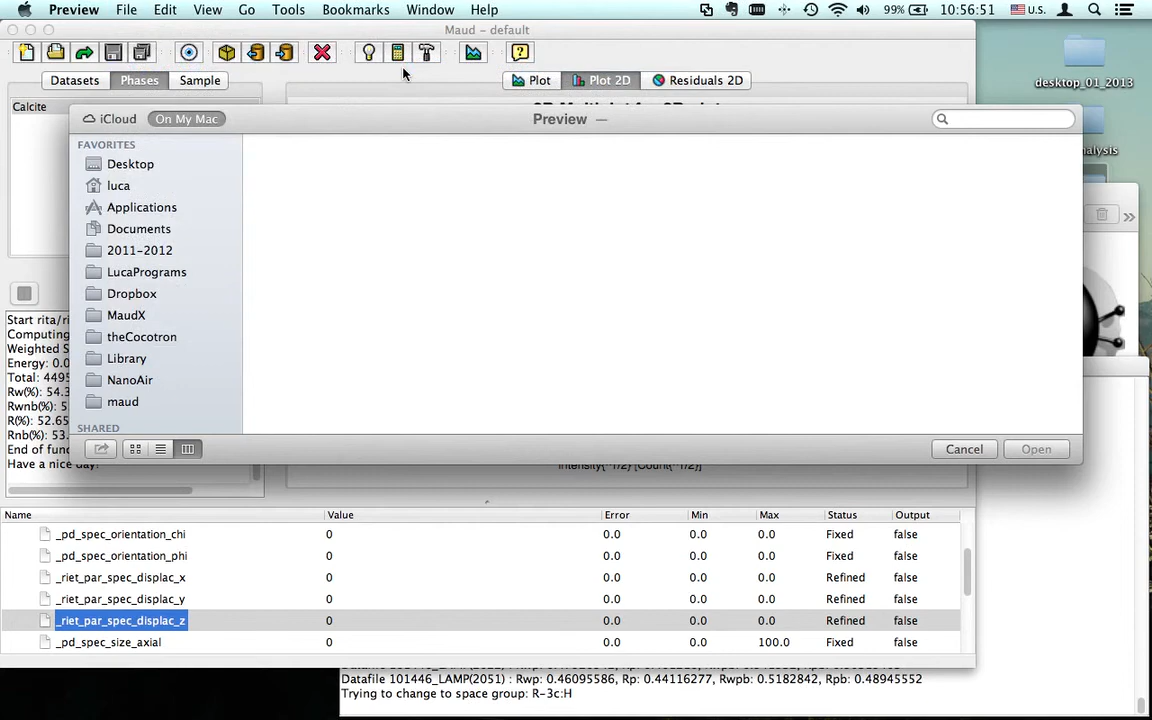 Preview File Edit View Go Tools Bookmarks Window Help 99% 10:56:51 U.S.
Maud - default
Datasets Phases Sample Plot Plot 2D Residuals 2D
desktop_01_2013
Calcite
iCloud On My Mac Preview —
FAVORITES
Desktop
luca
Applications
Documents
2011-2012
LucaPrograms
Dropbox
MaudX
theCocotron
Library
NanoAir
maud
SHARED
Cancel Open
Start rita/ri
Computing
Weighted S
Energy: 0.0
Total: 4495
Rw(%): 54.3
Rwnb(%): 5
R(%): 52.65
Rnb(%): 53.
End of func
Have a nice day!
Intensity{^1/2} [Count{^1/2}]
Name Value Error Min Max Status Output
_pd_spec_orientation_chi 0 0.0 0.0 0.0 Fixed false
_pd_spec_orientation_phi 0 0.0 0.0 0.0 Fixed false
_riet_par_spec_displac_x 0 0.0 0.0 0.0 Refined false
_riet_par_spec_displac_y 0 0.0 0.0 0.0 Refined false
_riet_par_spec_displac_z 0 0.0 0.0 0.0 Refined false
_pd_spec_size_axial 0 0.0 0.0 100.0 Fixed false
Datafile 101446_LAMP(2051) : Rwp: 0.46095586, Rp: 0.44116277, Rwpb: 0.5182842, Rpb: 0.48945552
Trying to change to space group: R-3c:H